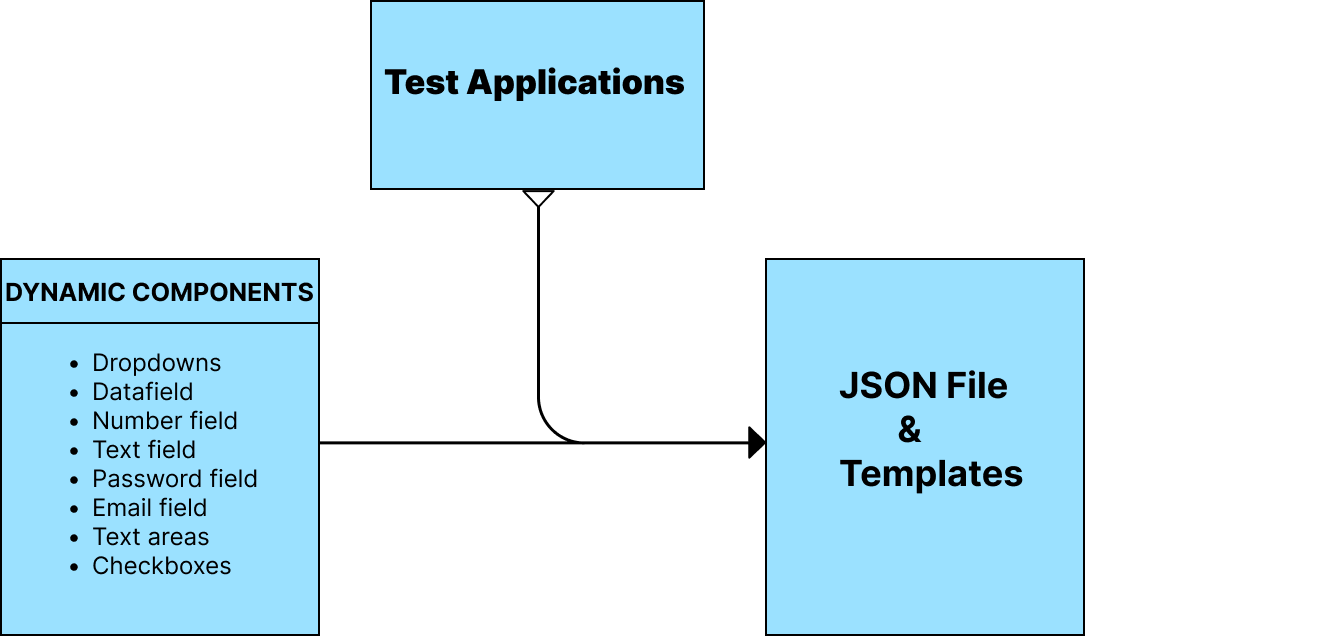 Test Applications
DYNAMIC COMPONENTS
• Dropdowns
• Datafield
• Number field
• Text field
• Password field
• Email field
• Text areas
• Checkboxes
JSON File
&
Templates